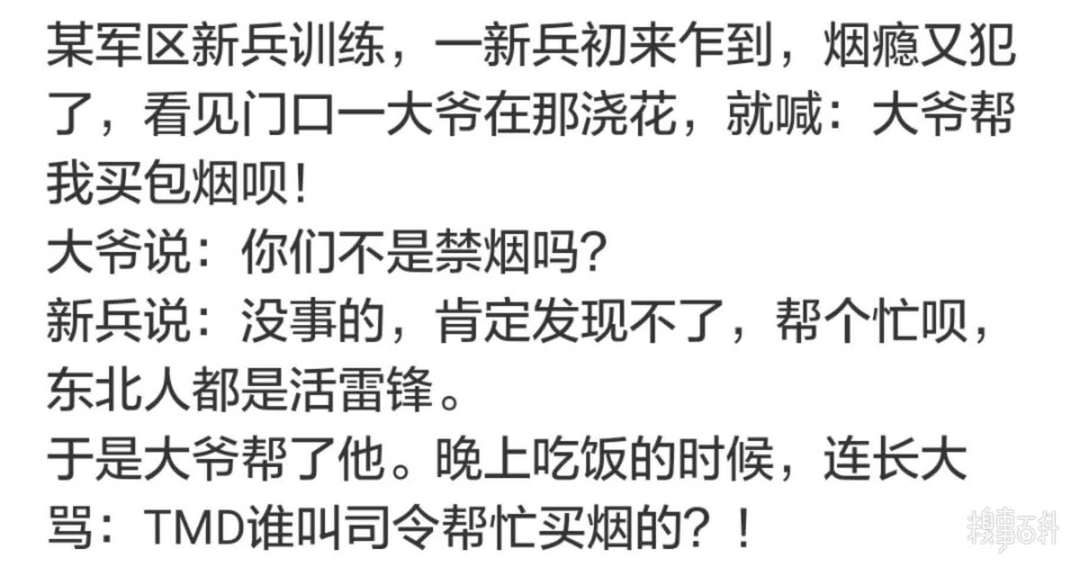 某军区新兵训练，一新兵初来乍到，烟瘾又犯
了，看见门口一大爷在那浇花，就喊：大爷帮
我买包烟呗！
大爷说：你们不是禁烟吗？
新兵说：没事的，肯定发现不了，帮个忙呗，
东北人都是活雷锋。
于是大爷帮了他。晚上吃饭的时候，连长大
骂：TMD谁叫司令帮忙买烟的？！
糗事百科